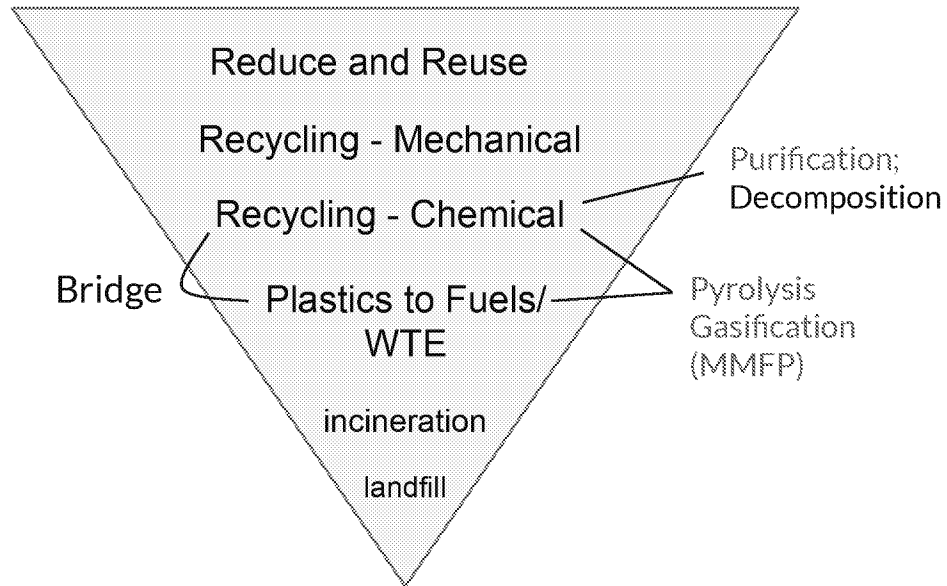 Reduce and Reuse
Recycling - Mechanical
Purification;
Decomposition
Recycling - Chemical
Bridge
Plastics to Fuels/
WTE
Pyrolysis
Gasification
(MMFP)
incineration
landfill